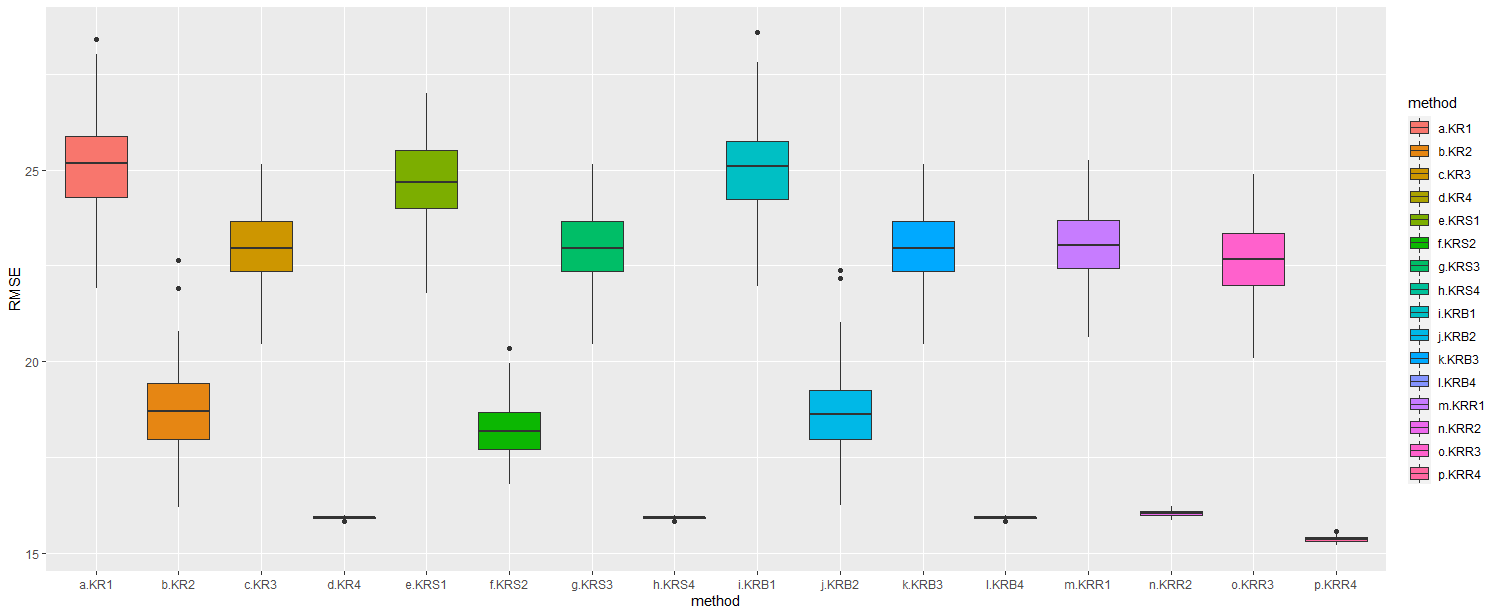 RMSE
25
20
15
a.KR1 b.KR2 c.KR3 d.KR4 e.KRS1 f.KRS2 g.KRS3 h.KRS4 i.KRB1 j.KRB2 k.KRB3 l.KRB4 m.KRR1 n.KRR2 o.KRR3 p.KRR4
method
method
a.KR1
b.KR2
c.KR3
d.KR4
e.KRS1
f.KRS2
g.KRS3
h.KRS4
i.KRB1
j.KRB2
k.KRB3
l.KRB4
m.KRR1
n.KRR2
o.KRR3
p.KRR4